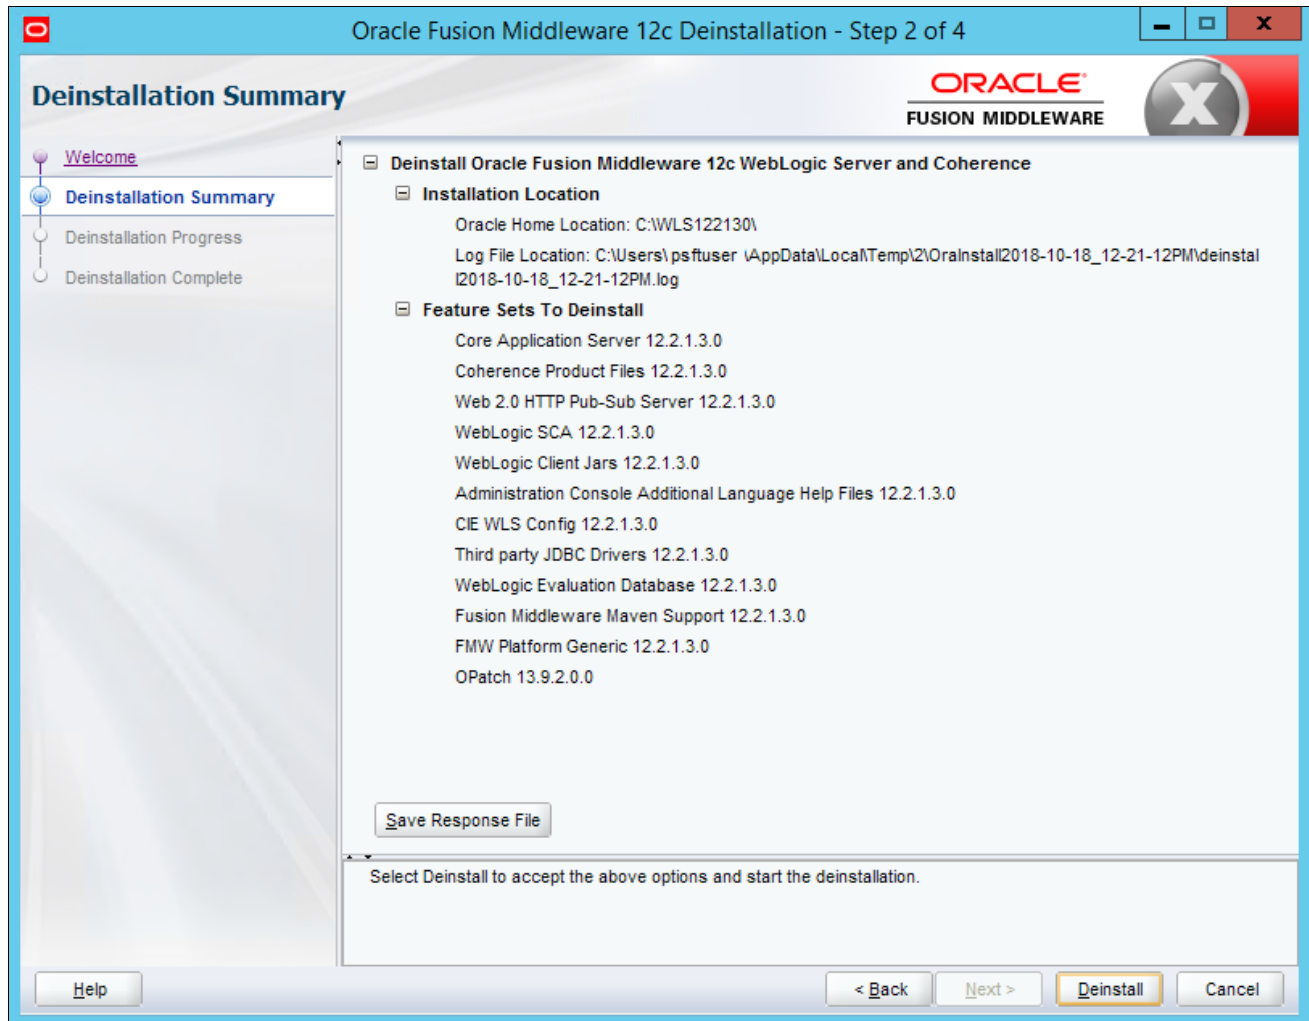 Oracle Fusion Middleware 12c Deinstallation - Step 2 of 4
Deinstallation Summary
ORACLE
FUSION MIDDLEWARE
Welcome
Deinstallation Summary
Deinstallation Progress
Deinstallation Complete
Deinstall Oracle Fusion Middleware 12c WebLogic Server and Coherence
Installation Location
Oracle Home Location: C:\WLS122130\
Log File Location: C:\Users\ psftuser \AppData\Local\Temp\2\OraInstall2018-10-18_12-21-12PM\deinstal
l2018-10-18_12-21-12PM.log
Feature Sets To Deinstall
Core Application Server 12.2.1.3.0
Coherence Product Files 12.2.1.3.0
Web 2.0 HTTP Pub-Sub Server 12.2.1.3.0
WebLogic SCA 12.2.1.3.0
WebLogic Client Jars 12.2.1.3.0
Administration Console Additional Language Help Files 12.2.1.3.0
CIE WLS Config 12.2.1.3.0
Third party JDBC Drivers 12.2.1.3.0
WebLogic Evaluation Database 12.2.1.3.0
Fusion Middleware Maven Support 12.2.1.3.0
FMW Platform Generic 12.2.1.3.0
OPatch 13.9.2.0.0
Save Response File
Select Deinstall to accept the above options and start the deinstallation.
Help
< Back
Next >
Deinstall
Cancel